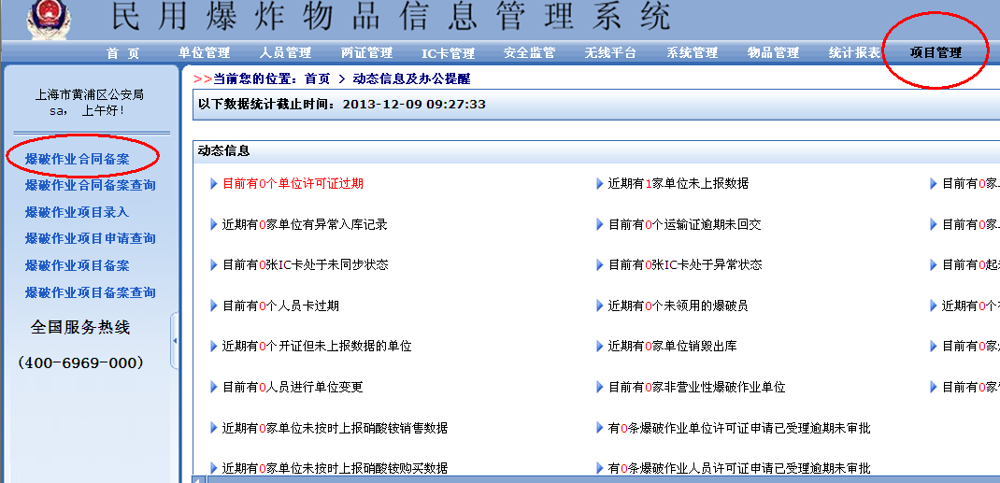 民用爆炸物品信息管理系统
首 页 单位管理 人员管理 两证管理 IC卡管理 安全监管 无线平台 系统管理 物品管理 统计报表 项目管理
上海市黄浦区公安局
sa， 上午好！
爆破作业合同备案
爆破作业合同备案查询
爆破作业项目录入
爆破作业项目申请查询
爆破作业项目备案
爆破作业项目备案查询
全国服务热线
(400-6969-000)
>>当前您的位置：首页 > 动态信息及办公提醒
以下数据统计截止时间：2013-12-09 09:27:33
动态信息
目前有0个单位许可证过期 近期有1家单位未上报数据 目前有0家
近期有0家单位有异常入库记录 目前有0个运输证逾期未回交 目前有0家
目前有0张IC卡处于未同步状态 目前有0张IC卡处于异常状态 目前有0起
目前有0个人员卡过期 近期有0个未领用的爆破员 近期有0个
近期有0个开证但未上报数据的单位 近期有0家单位销毁出库 目前有0家
目前有0人员进行单位变更 目前有0家非营业性爆破作业单位 目前有0家
近期有0家单位未按时上报硝酸铵销售数据 有0条爆破作业单位许可证申请已受理逾期未审批
近期有0家单位未按时上报硝酸铵购买数据 有0条爆破作业人员许可证申请已受理逾期未审批